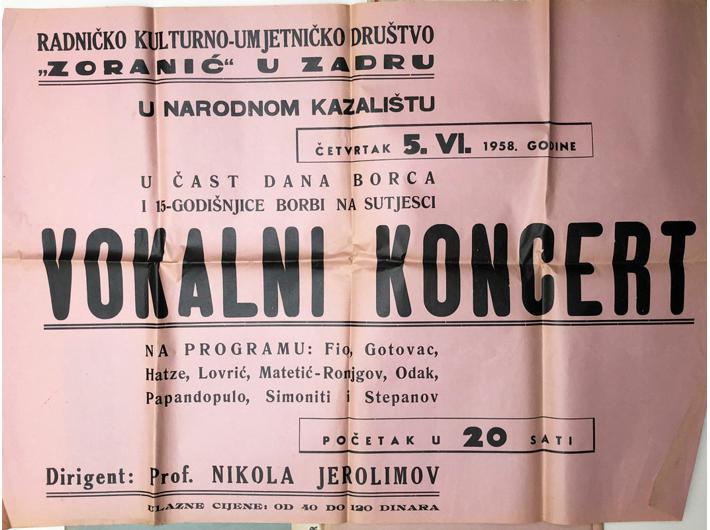 RADNIČKO KULTURNO-UMJETNIČKO DRUŠTVO
„ZORANIĆ“ U ZADRU
U NARODNOM KAZALIŠTU
ČETVRTAK 5. VI. 1958. GODINE
U ČAST DANA BORCA
I 15-GODIŠNJICE BORBI NA SUTJESCI
VOKALNI KONCERT
NA PROGRAMU: Fio, Gotovac,
Hatze, Lovrić, Matetić-Ronjgov, Odak,
Papandopulo, Simoniti i Stepanov
POČETAK U 20 SATI
Dirigent: Prof. NIKOLA JEROLIMOV
ULAZNE CIJENE: OD 40 DO 120 DINARA